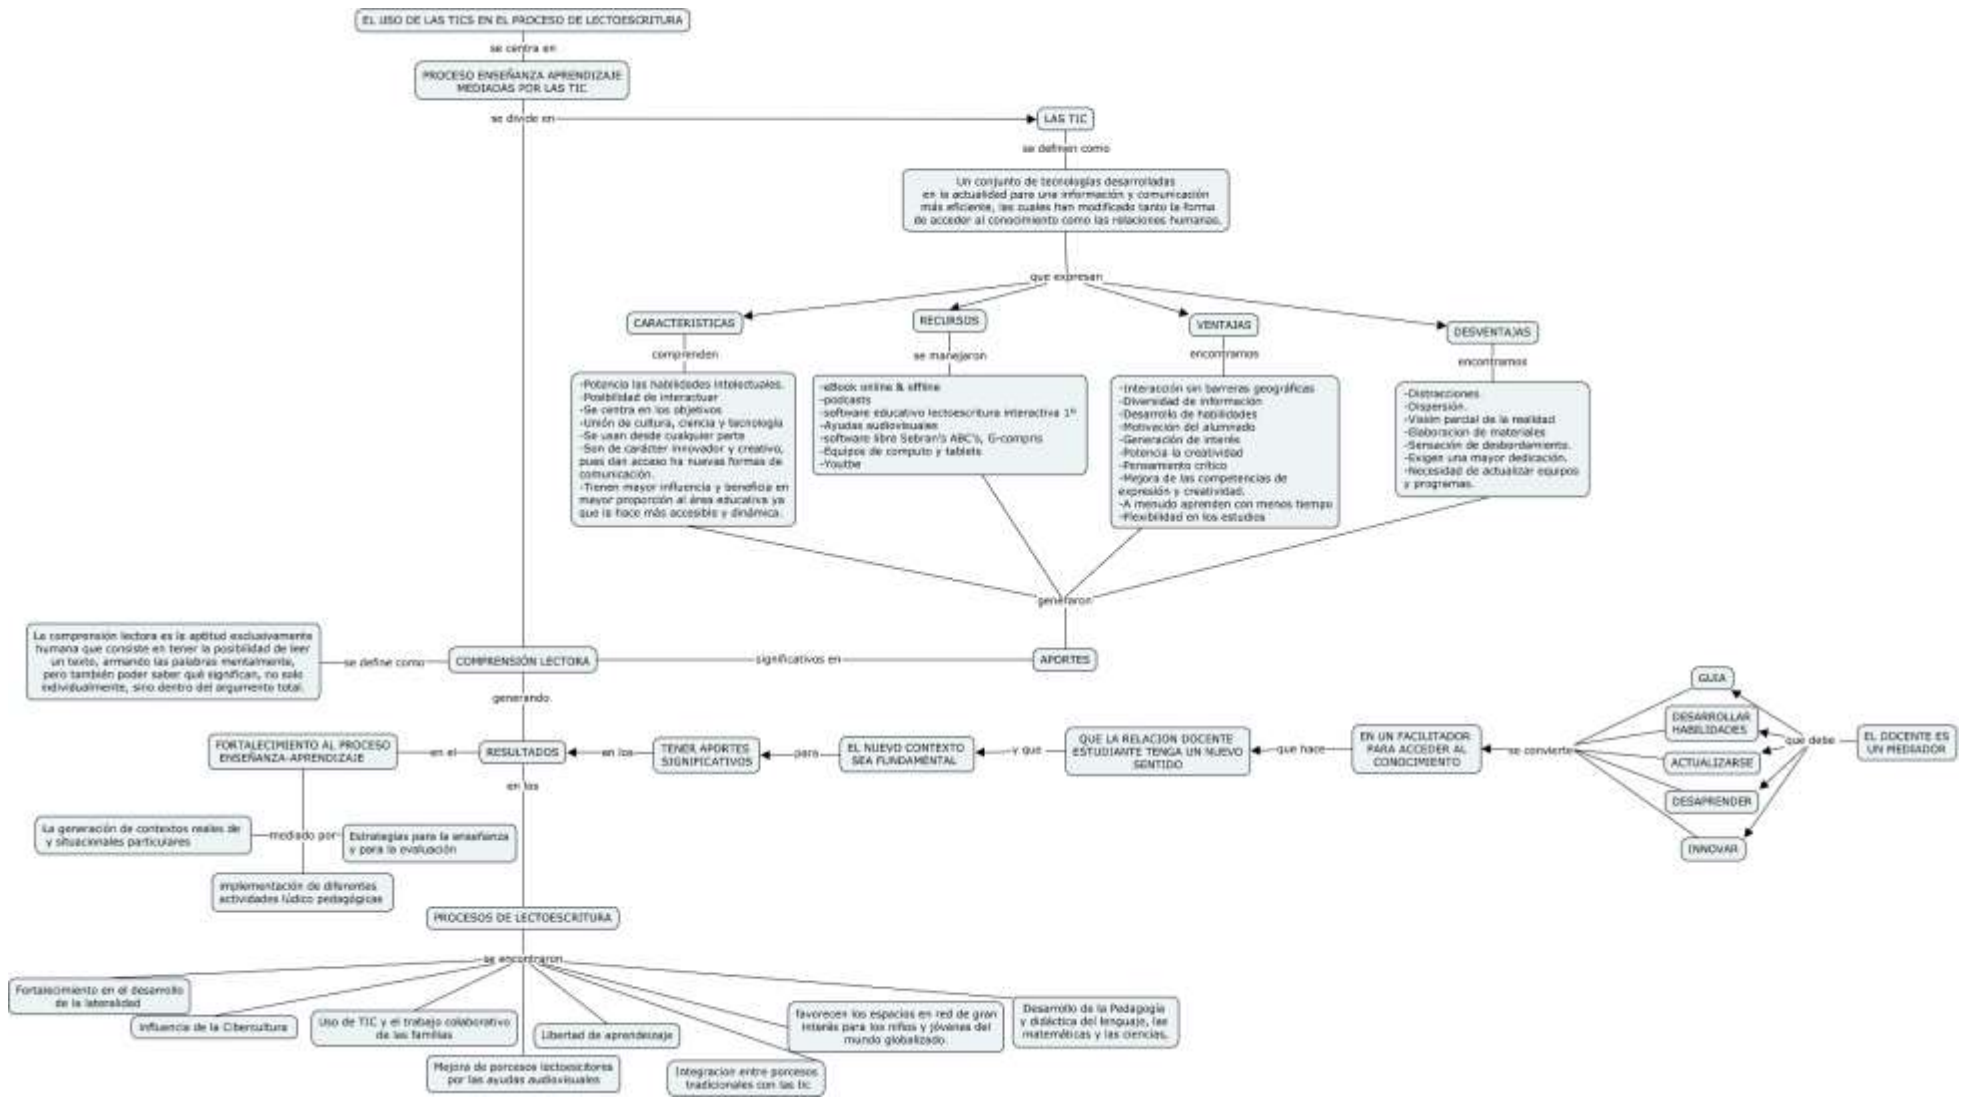 EL USO DE LAS TICS EN EL PROCESO DE LECTOESCRITURA
se centra en
PROCESO ENSEÑANZA APRENDIZAJE
MEDIADAS POR LAS TIC
se divide en
LAS TIC
se definen como
Un conjunto de tecnologías desarrolladas
en la actualidad para una información y comunicación
más eficiente, las cuales han modificado tanto la forma
de acceder al conocimiento como las relaciones humanas.
que expresan
CARACTERISTICAS
comprenden
-Potencia las habilidades intelectuales.
-Posibilidad de interactuar
-Se centra en los objetivos
-Unión de cultura, ciencia y tecnología
-Se usan desde cualquier parte
-Son de carácter innovador y creativo,
pues dan acceso ha nuevas formas de
comunicación.
-Tienen mayor influencia y beneficia en
mayor proporción al área educativa ya
que la hace más accesible y dinámica.
RECURSOS
se manejaron
-eBook online & offline
-podcasts
-software educativo lectoescritura interactiva 1º
-Ayudas audiovisuales
-software libre Sebran's ABC's, G-compris
-Equipos de computo y tablets
-Youtbe
VENTAJAS
encontramos
-Interacción sin barreras geográficas
-Diversidad de información
-Desarrollo de habilidades
-Motivación del alumnado
-Generación de interés
-Potencia la creatividad
-Pensamiento crítico
-Mejora de las competencias de
expresión y creatividad.
-A menudo aprenden con menos tiempo
-Flexibilidad en los estudios
DESVENTAJAS
encontramos
-Distracciones
-Dispersión.
-Visión parcial de la realidad
-Elaboracion de materiales
-Sensación de desbordamiento.
-Exigen una mayor dedicación.
-Necesidad de actualizar equipos
y programas.
generaron
APORTES
significativos en
COMPRENSIÓN LECTORA
se define como
La comprensión lectora es la aptitud exclusivamente
humana que consiste en tener la posibilidad de leer
un texto, armando las palabras mentalmente,
pero también poder saber qué significan, no solo
individualmente, sino dentro del argumento total.
generando
RESULTADOS
en el
FORTALECIMIENTO AL PROCESO
ENSEÑANZA-APRENDIZAJE
mediado por
La generación de contextos reales de
y situacionales particulares
Estrategias para la enseñanza
y para la evaluación
implementación de diferentes
actividades lúdico pedagógicas
en los
TENER APORTES
SIGNIFICATIVOS
para
EL NUEVO CONTEXTO
SEA FUNDAMENTAL
y que
QUE LA RELACION DOCENTE
ESTUDIANTE TENGA UN NUEVO
SENTIDO
que hace
EN UN FACILITADOR
PARA ACCEDER AL
CONOCIMIENTO
se convierte
GUIA
DESARROLLAR
HABILIDADES
ACTUALIZARSE
DESAPRENDER
INNOVAR
que debe
EL DOCENTE ES
UN MEDIADOR
en los
PROCESOS DE LECTOESCRITURA
se encontraron
Fortalecimiento en el desarrollo
de la lateralidad
Influencia de la Cibercultura
Uso de TIC y el trabajo colaborativo
de las familias
Mejora de porcesos lectoescitores
por las ayudas audiovisuales
Libertad de aprendeizaje
Integracion entre porcesos
tradicionales con las tic
favorecen los espacios en red de gran
interés para los niños y jóvenes del
mundo globalizado.
Desarrollo de la Pedagogía
y didáctica del lenguaje, las
matemáticas y las ciencias.